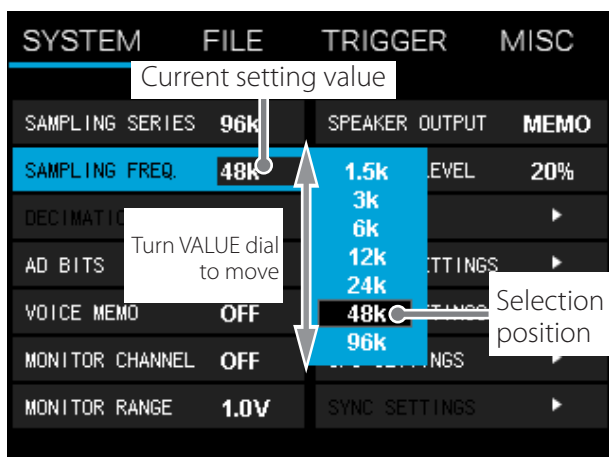 SYSTEM FILE TRIGGER MISC
Current setting value
SAMPLING SERIES 96k SPEAKER OUTPUT MEMO
SAMPLING FREQ. 48k 1.5k EVEL 20%
3k
DECIMATIO
6k
AD BITS 12k TTINGS
Turn VALUE dial
to move
24k
VOICE MEMO OFF 48k
Selection
position
96k
MONITOR CHANNEL OFF NGS
MONITOR RANGE 1.0V SYNC SETTINGS